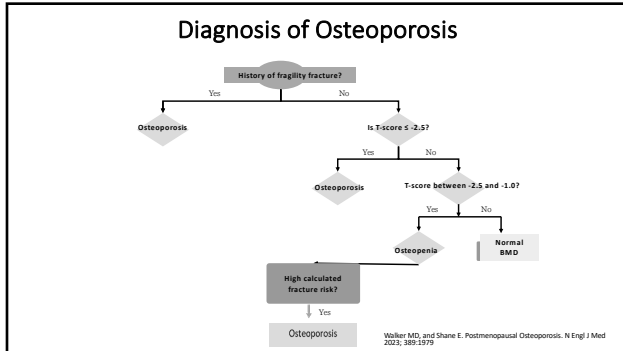 Diagnosis of Osteoporosis
History of fragility fracture?
Yes
No
Osteoporosis
Is T-score ≤ -2.5?
Yes
No
Osteoporosis
T-score between -2.5 and -1.0?
Yes
No
Osteopenia
Normal
BMD
High calculated
fracture risk?
Yes
Osteoporosis
Walker MD, and Shane E. Postmenopausal Osteoporosis. N Engl J Med
2023; 389:1979